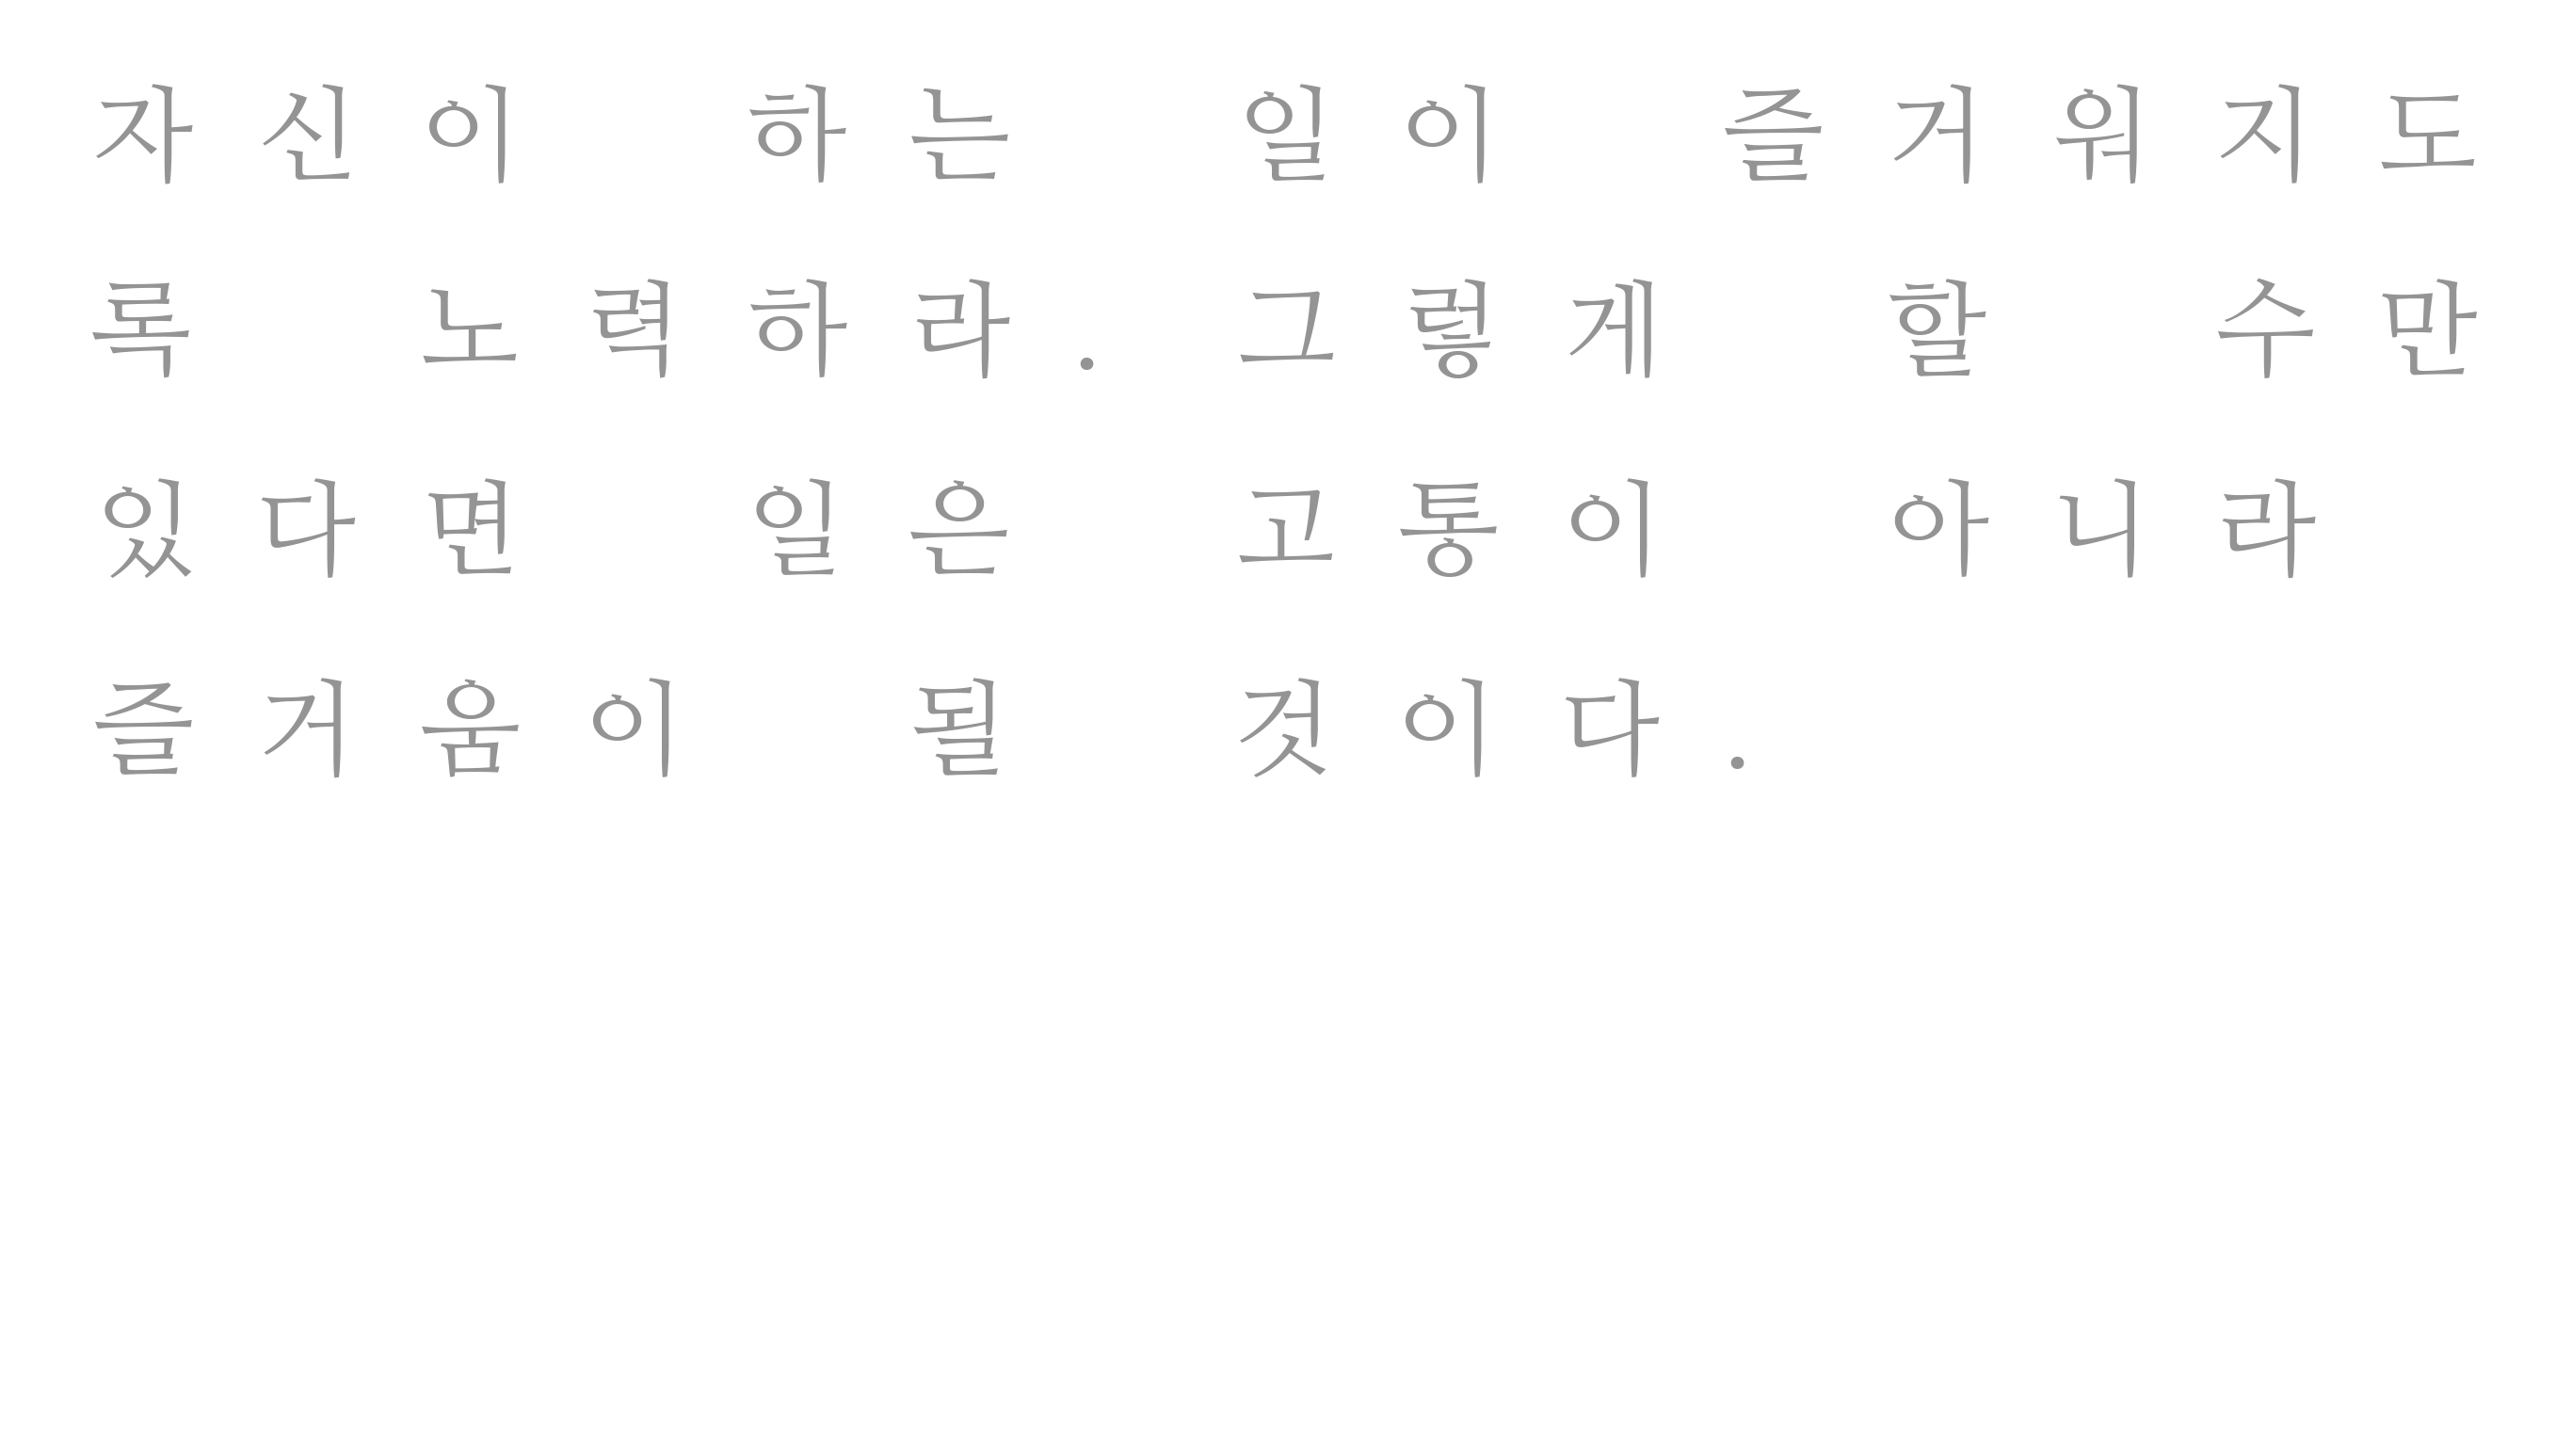 자신이 하는 일이 즐거워지도
록 노력하라. 그렇게 할 수만
있다면 일은 고통이 아니라
즐거움이 될 것이다.